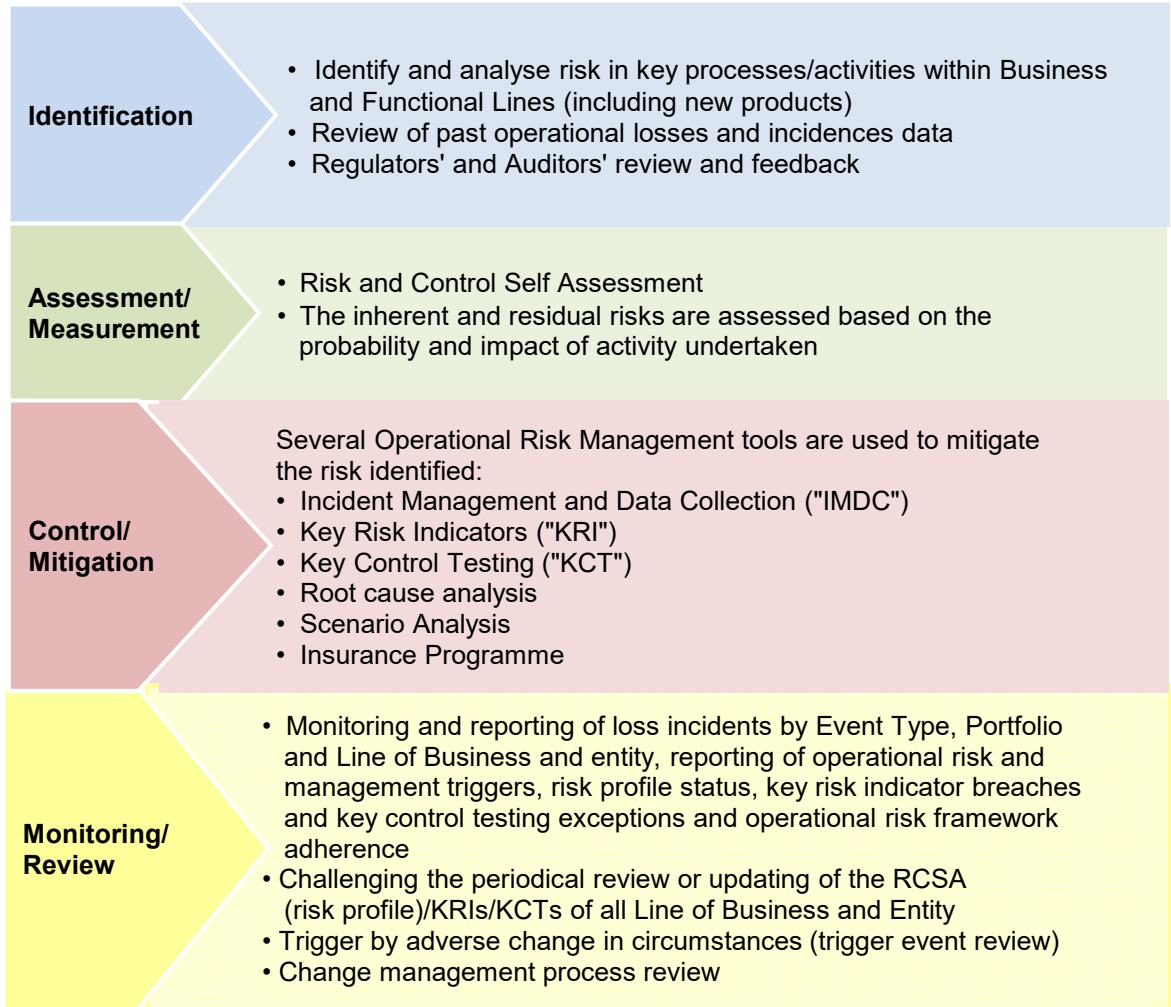 Identification
• Identify and analyse risk in key processes/activities within Business
and Functional Lines (including new products)
• Review of past operational losses and incidences data
• Regulators' and Auditors' review and feedback
Assessment/
Measurement
• Risk and Control Self Assessment
• The inherent and residual risks are assessed based on the
probability and impact of activity undertaken
Control/
Mitigation
Several Operational Risk Management tools are used to mitigate
the risk identified:
• Incident Management and Data Collection ("IMDC")
• Key Risk Indicators ("KRI")
• Key Control Testing ("KCT")
• Root cause analysis
• Scenario Analysis
• Insurance Programme
Monitoring/
Review
• Monitoring and reporting of loss incidents by Event Type, Portfolio
and Line of Business and entity, reporting of operational risk and
management triggers, risk profile status, key risk indicator breaches
and key control testing exceptions and operational risk framework
adherence
• Challenging the periodical review or updating of the RCSA
(risk profile)/KRIs/KCTs of all Line of Business and Entity
• Trigger by adverse change in circumstances (trigger event review)
• Change management process review